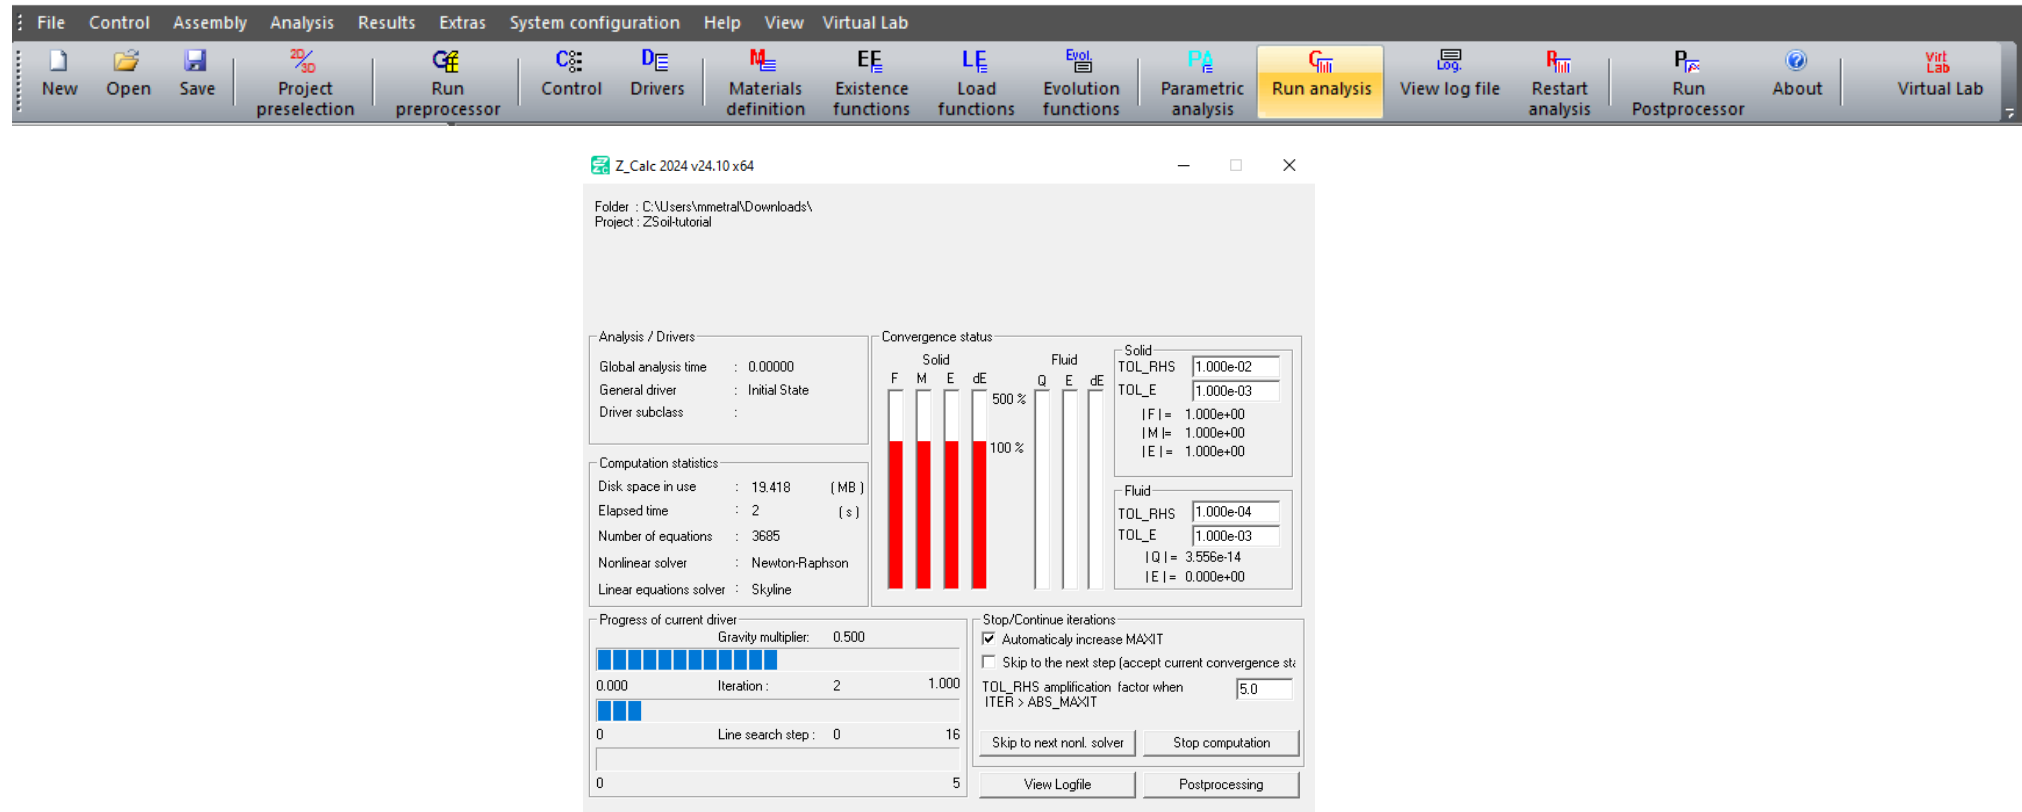 File Control Assembly Analysis Results Extras System configuration Help View Virtual Lab
New Open Save Project preselection Run preprocessor Control Drivers Materials definition Existence functions Load functions Evolution functions Parametric analysis Run analysis View log file Restart analysis Run Postprocessor About Virtual Lab
Z_Calc 2024 v24.10 x64
Folder : C:\Users\mmetral\Downloads\
Project : ZSoil-tutorial
Analysis / Drivers
Global analysis time : 0.00000
General driver : Initial State
Driver subclass :
Computation statistics
Disk space in use : 19.418 (MB)
Elapsed time : 2 (s)
Number of equations : 3685
Nonlinear solver : Newton-Raphson
Linear equations solver : Skyline
Convergence status
Solid Fluid
F M E dE Q E dE
500 %
100 %
Solid
TOL_RHS 1.000e-02
TOL_E 1.000e-03
|F|= 1.000e+00
|M|= 1.000e+00
|E|= 1.000e+00
Fluid
TOL_RHS 1.000e-04
TOL_E 1.000e-03
|Q|= 3.556e-14
|E|= 0.000e+00
Progress of current driver
Gravity multiplier: 0.500
0.000 Iteration : 2 1.000
0 Line search step : 0 16
0 5
Stop/Continue iterations
Automaticaly increase MAXIT
Skip to the next step (accept current convergence sta
TOL_RHS amplification factor when 5.0
ITER > ABS_MAXIT
Skip to next nonl. solver Stop computation
View Logfile Postprocessing